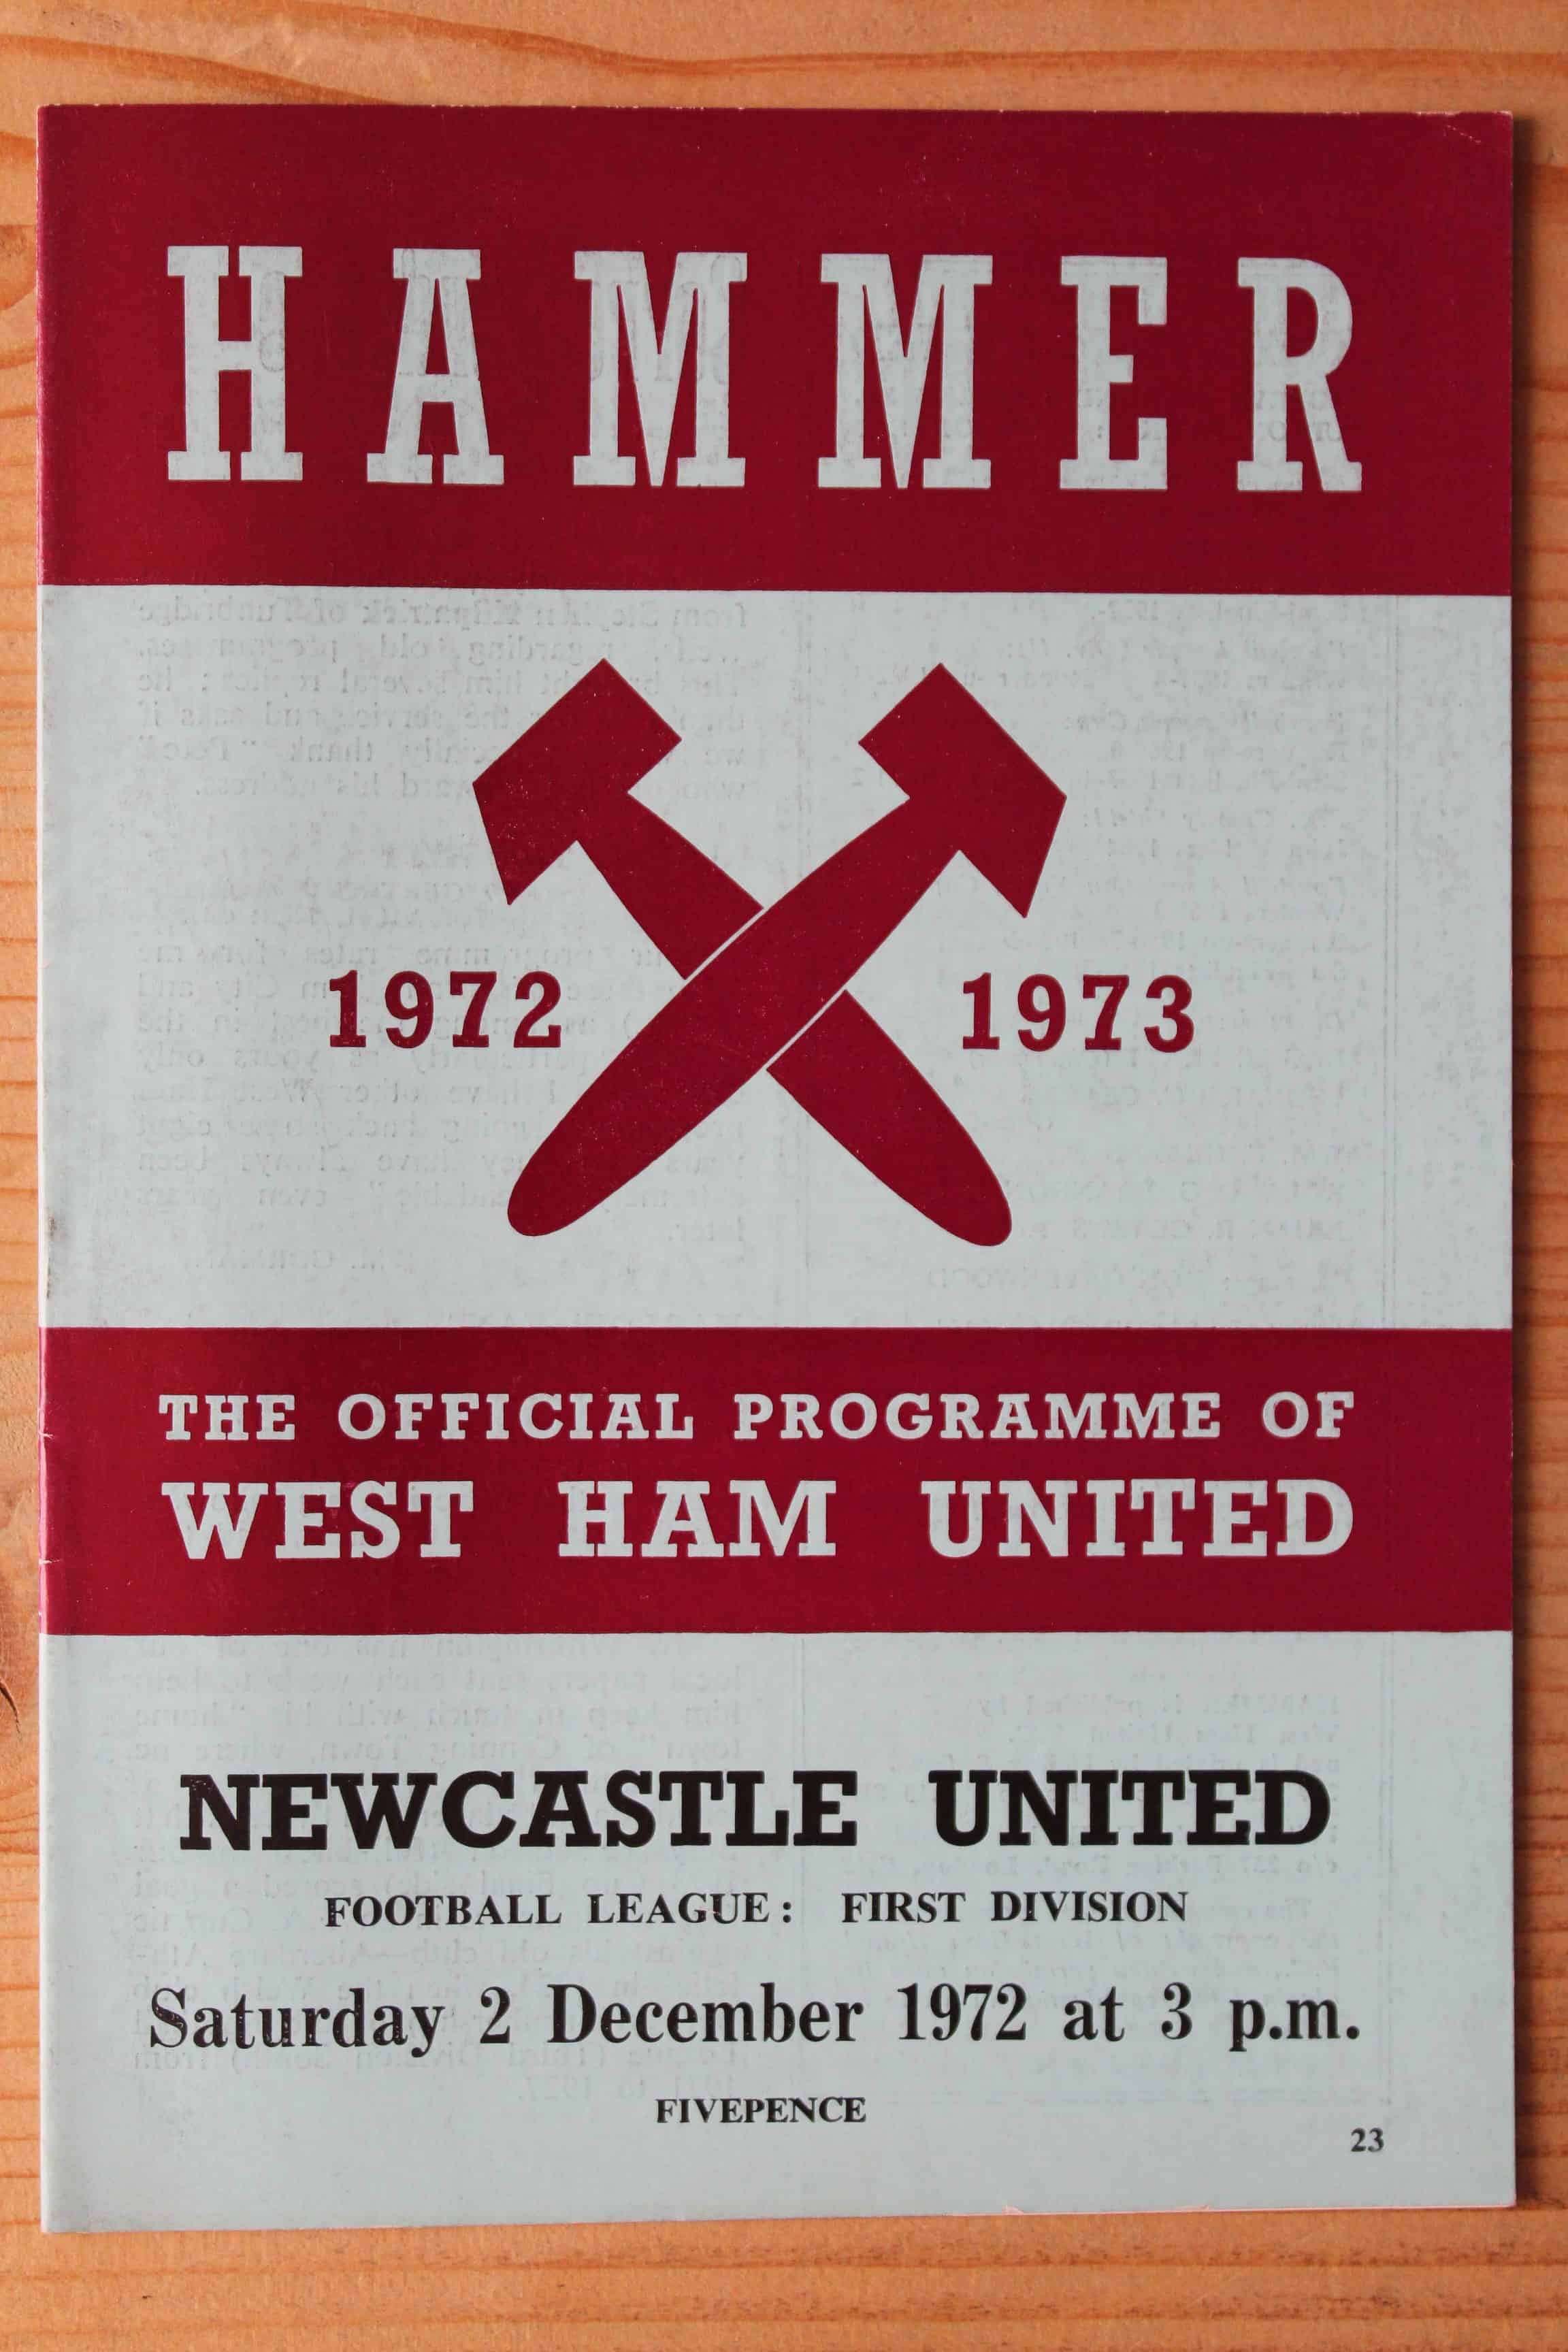 HAMMER
1972 1973
THE OFFICIAL PROGRAMME OF
WEST HAM UNITED
NEWCASTLE UNITED
FOOTBALL LEAGUE: FIRST DIVISION
Saturday 2 December 1972 at 3 p.m.
FIVEPENCE
23